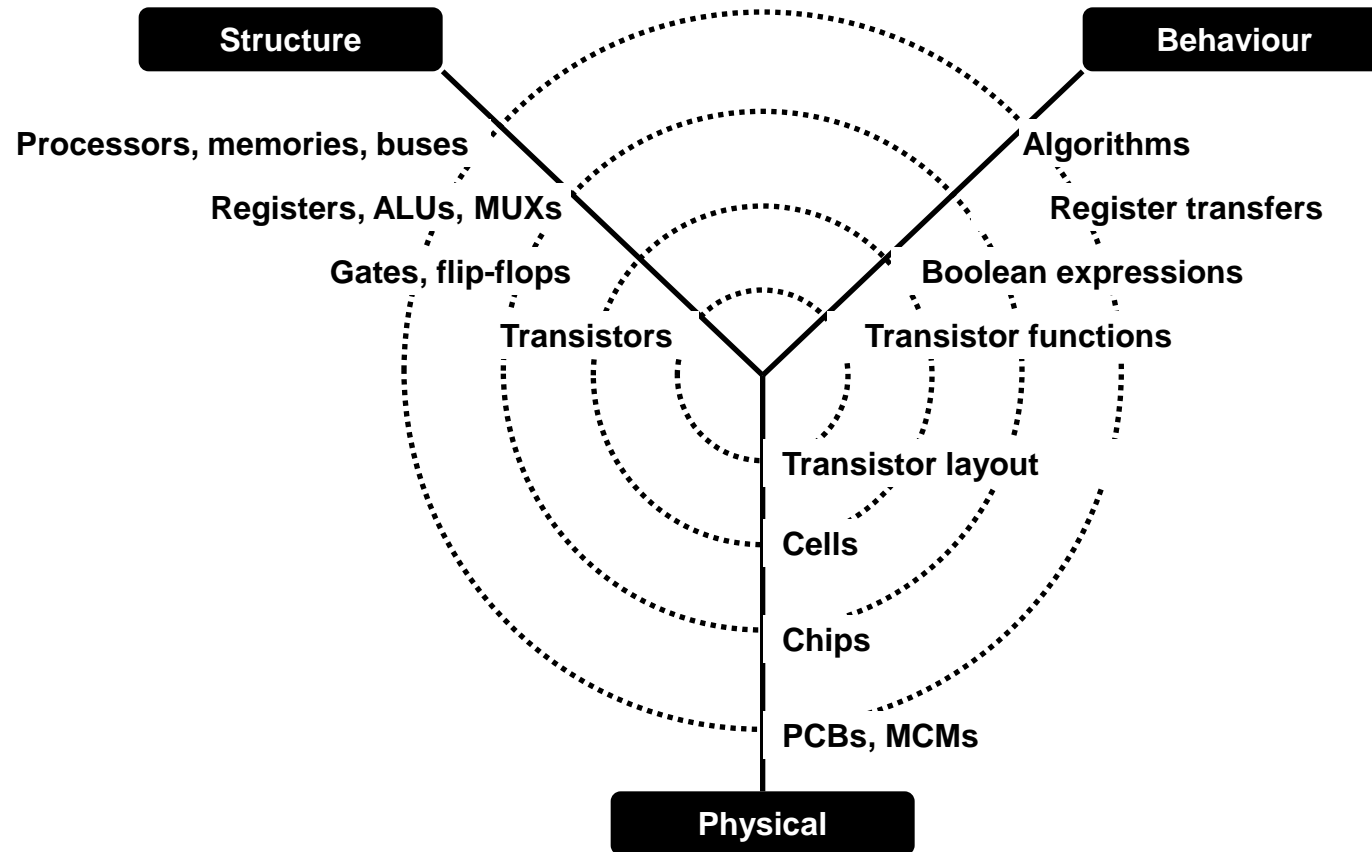 Structure
Behaviour
Processors, memories, buses
Algorithms
Registers, ALUs, MUXs
Register transfers
Gates, flip-flops
Boolean expressions
Transistors
Transistor functions
Transistor layout
Cells
Chips
PCBs, MCMs
Physical